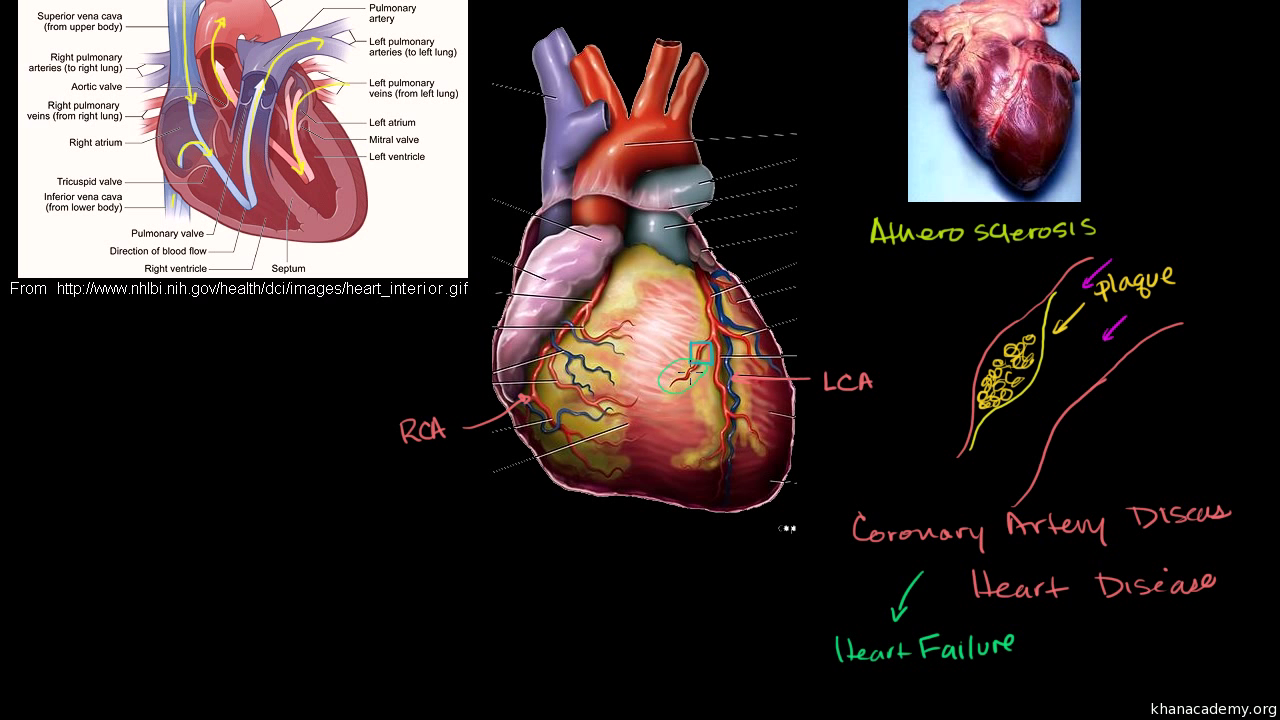 Superior vena cava
(from upper body)
Right pulmonary
arteries (to right lung)
Aortic valve
Right pulmonary
veins (from right lung)
Right atrium
Tricuspid valve
Inferior vena cava
(from lower body)
Pulmonary valve
Direction of blood flow
Right ventricle
Septum
Pulmonary
artery
Left pulmonary
arteries (to left lung)
Left pulmonary
veins (from left lung)
Left atrium
Mitral valve
Left ventricle
From http://www.nhlbi.nih.gov/health/dci/images/heart_interior.gif
RCA
LCA
Atherosclerosis
plaque
Coronary Artery Diseas
Heart Disease
Heart Failure
khanacademy.org